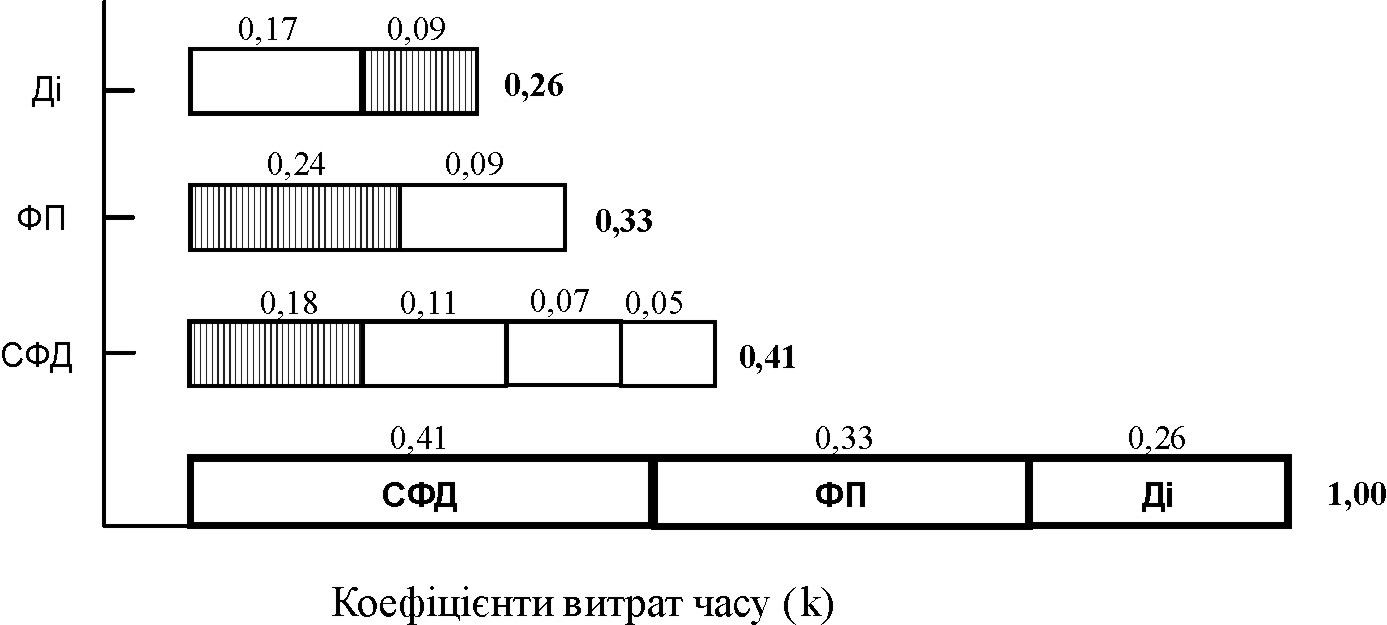 0,17 0,09
Ді 0,26
0,24 0,09
ФП 0,33
0,18 0,11 0,07 0,05
СФД 0,41
0,41 0,33 0,26
СФД ФП Ді 1,00
Коефіцієнти витрат часу (k)